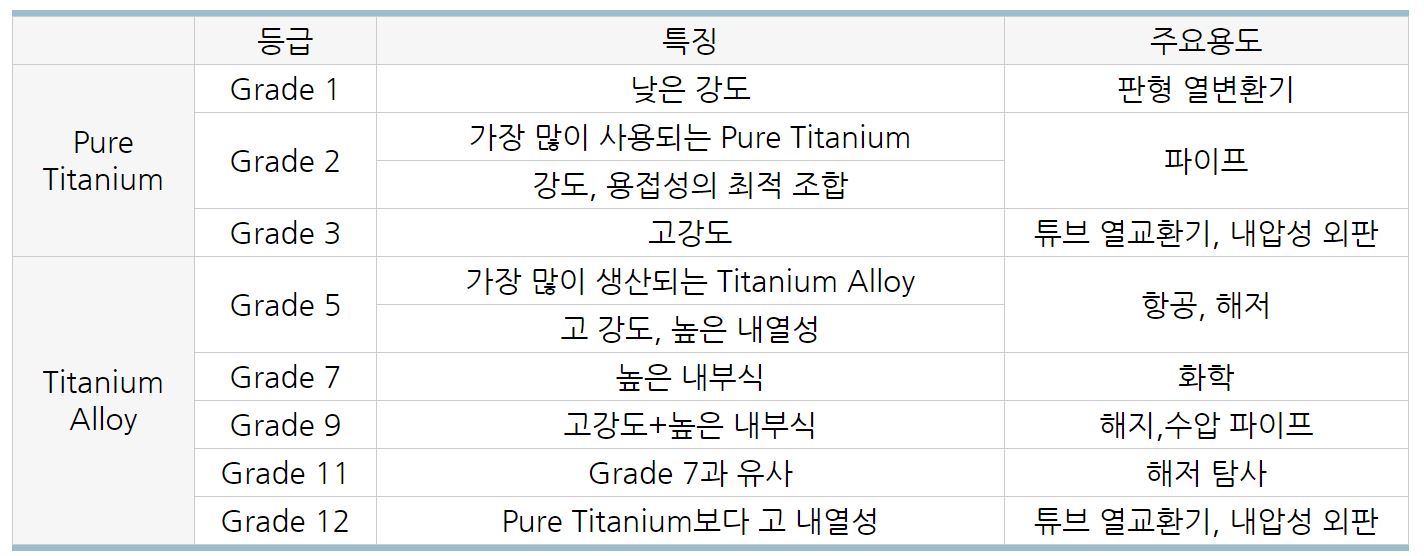 등급 특징 주요용도
Pure Titanium
Grade 1 낮은 강도 판형 열변환기
Grade 2 가장 많이 사용되는 Pure Titanium 파이프
강도, 용접성의 최적 조합
Grade 3 고강도 튜브 열교환기, 내압성 외판
Titanium Alloy
Grade 5 가장 많이 생산되는 Titanium Alloy 항공, 해저
고 강도, 높은 내열성
Grade 7 높은 내부식 화학
Grade 9 고강도+높은 내부식 해지,수압 파이프
Grade 11 Grade 7과 유사 해저 탐사
Grade 12 Pure Titanium보다 고 내열성 튜브 열교환기, 내압성 외판